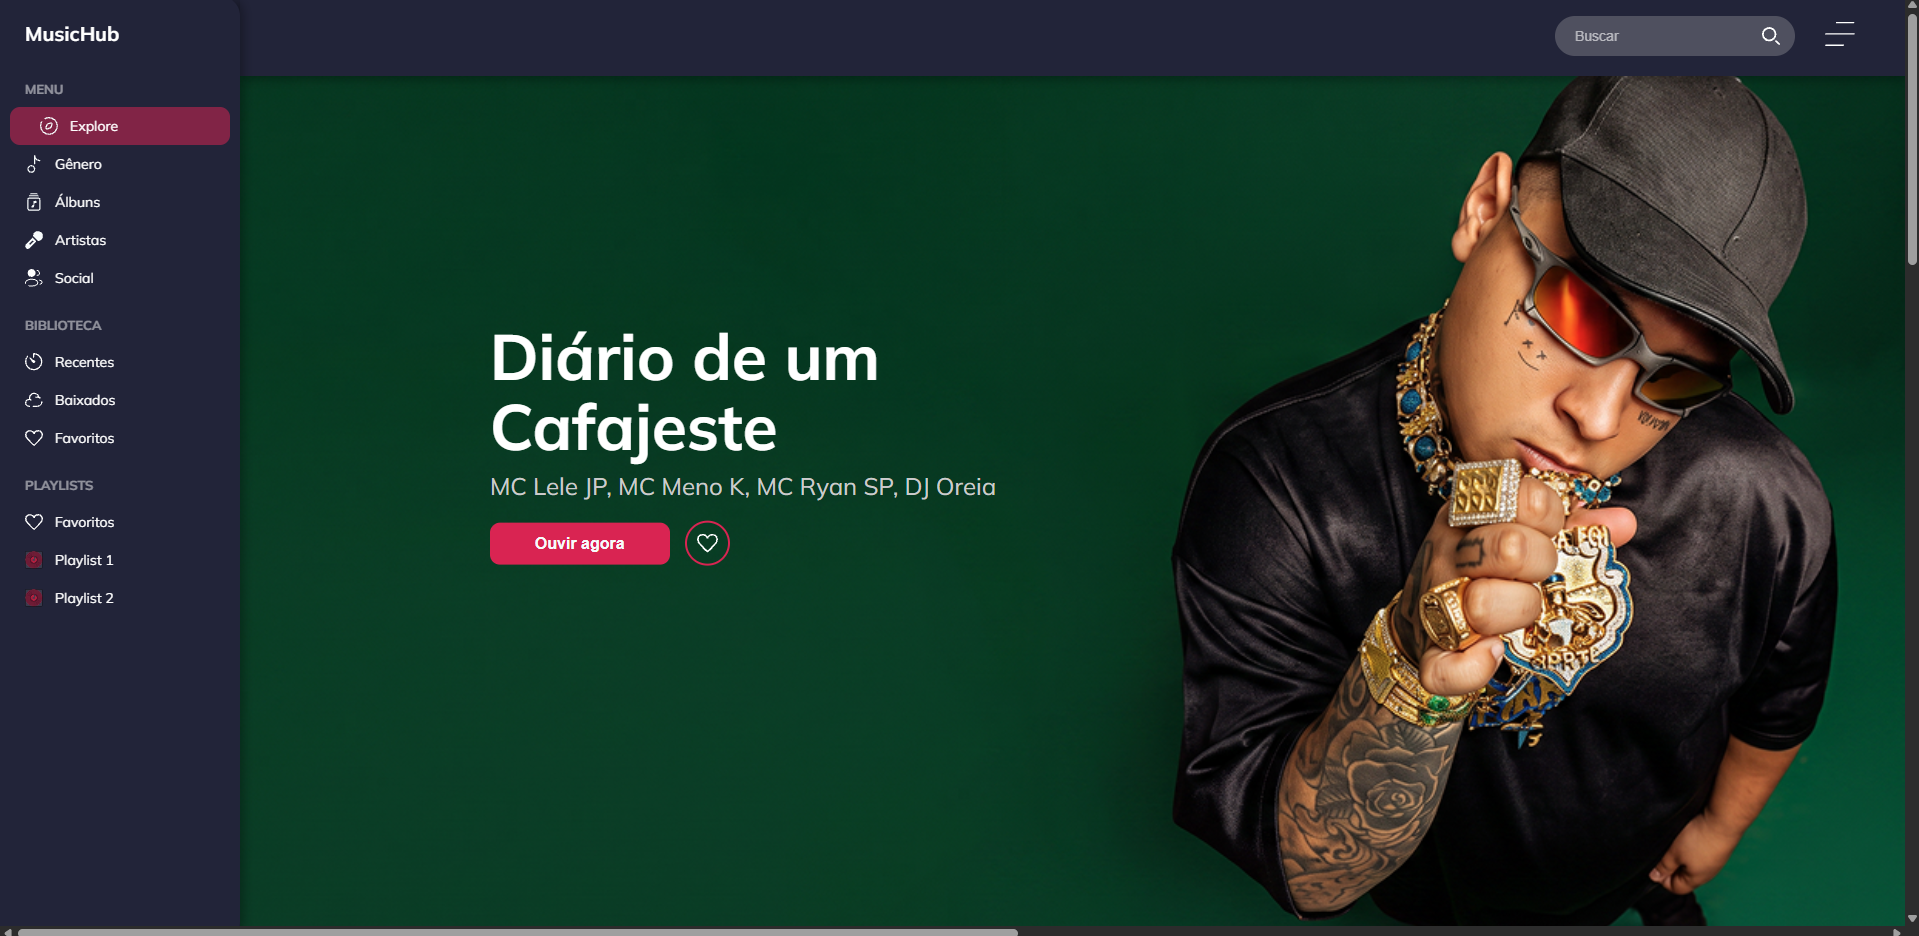 MusicHub
Buscar
MENU
Explore
Gênero
Álbuns
Artistas
Social
BIBLIOTECA
Recentes
Baixados
Favoritos
PLAYLISTS
Favoritos
Playlist 1
Playlist 2
Diário de um
Cafajeste
MC Lele JP, MC Meno K, MC Ryan SP, DJ Oreia
Ouvir agora